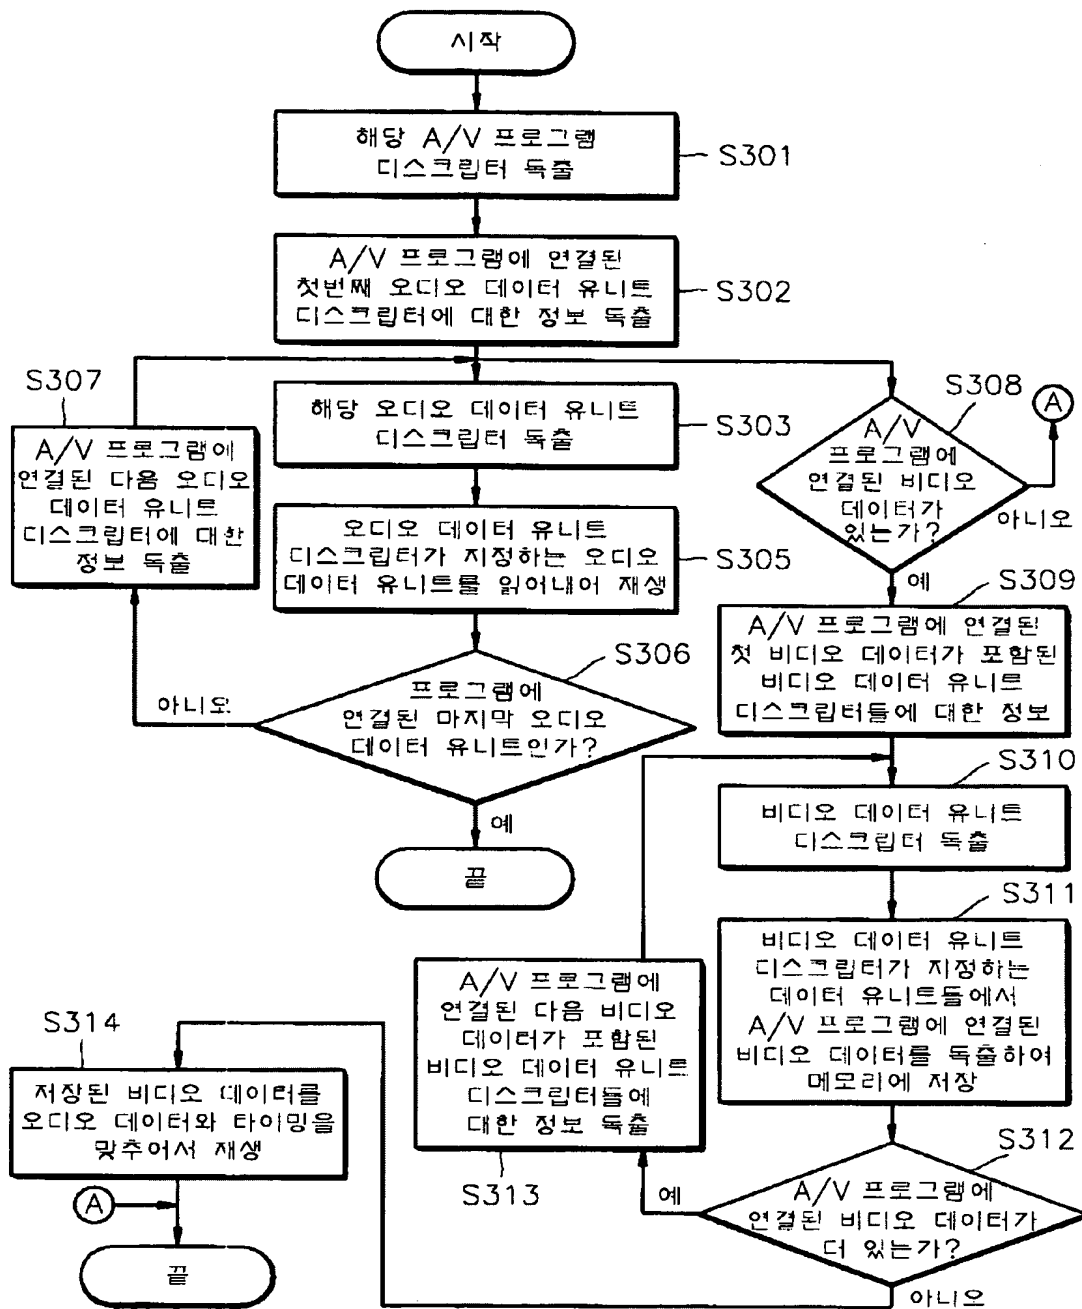 시작
해당 A/V 프로그램
디스크립터 독출
S301
A/V 프로그램에 연결된
첫번째 오디오 데이터 유니트
디스크립터에 대한 정보 독출
S302
S307
A/V 프로그램에
연결된 다음 오디오
데이터 유니트
디스크립터에 대한
정보 독출
해당 오디오 데이터 유니트
디스크립터 독출
S303
S308
A
A/V
프로그램에
연결된 비디오
데이터가
있는가?
아니오
예
오디오 데이터 유니트
디스크립터가 지정하는 오디오
데이터 유니트를 읽어내어 재생
S305
S306
프로그램에
연결된 마지막 오디오
데이터 유니트인가?
아니오
예
끝
S309
A/V 프로그램에 연결된
첫 비디오 데이터가 포함된
비디오 데이터 유니트
디스크립터들에 대한 정보
S310
비디오 데이터 유니트
디스크립터 독출
S311
비디오 데이터 유니트
디스크립터가 지정하는
데이터 유니트들에서
A/V 프로그램에 연결된
비디오 데이터를 독출하여
메모리에 저장
S312
A/V 프로그램에
연결된 비디오 데이터가
더 있는가?
예
아니오
A/V 프로그램에
연결된 다음 비디오
데이터가 포함된
비디오 데이터 유니트
디스크립터들에
대한 정보 독출
S313
S314
저장된 비디오 데이터를
오디오 데이터와 타이밍을
맞추어서 재생
A
끝